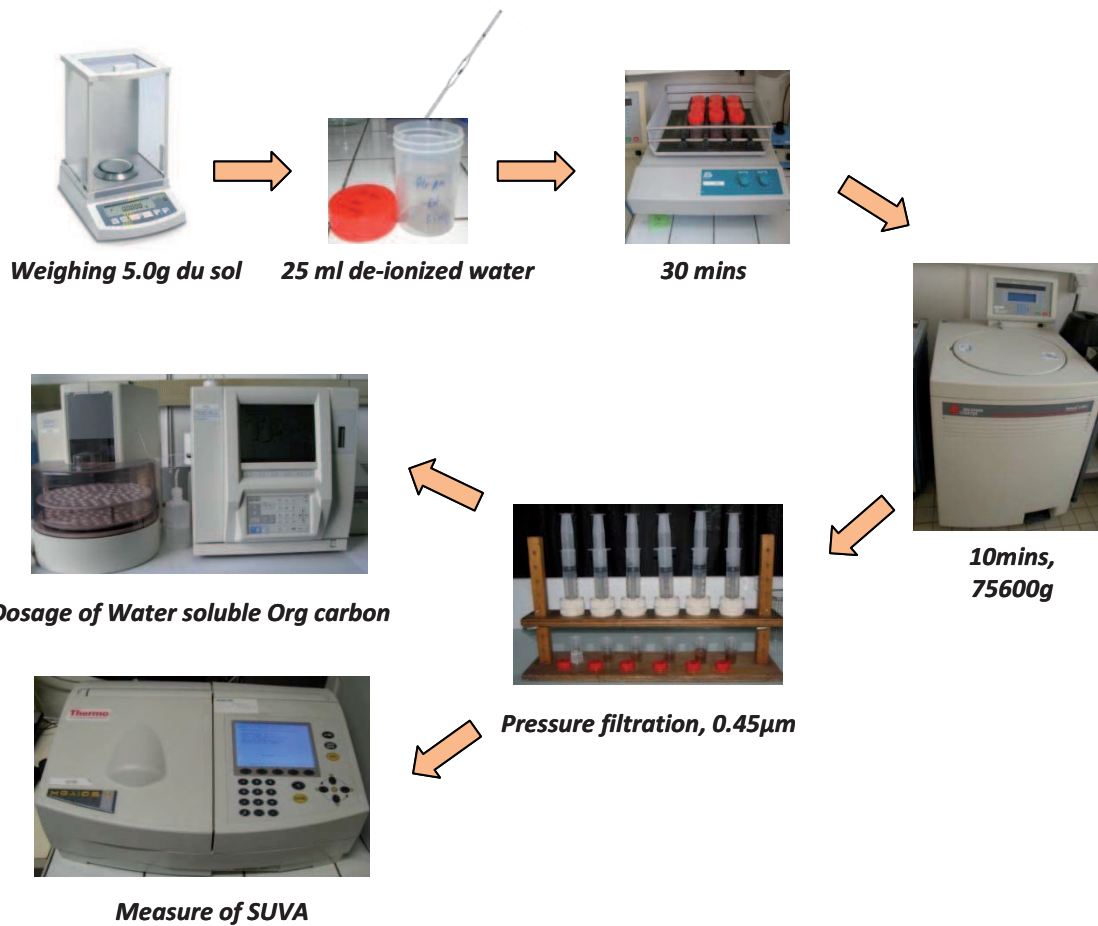 Weighing 5.0g du sol
25 ml de-ionized water
30 mins
10mins,
75600g
Pressure filtration, 0.45µm
Dosage of Water soluble Org carbon
Thermo
Measure of SUVA